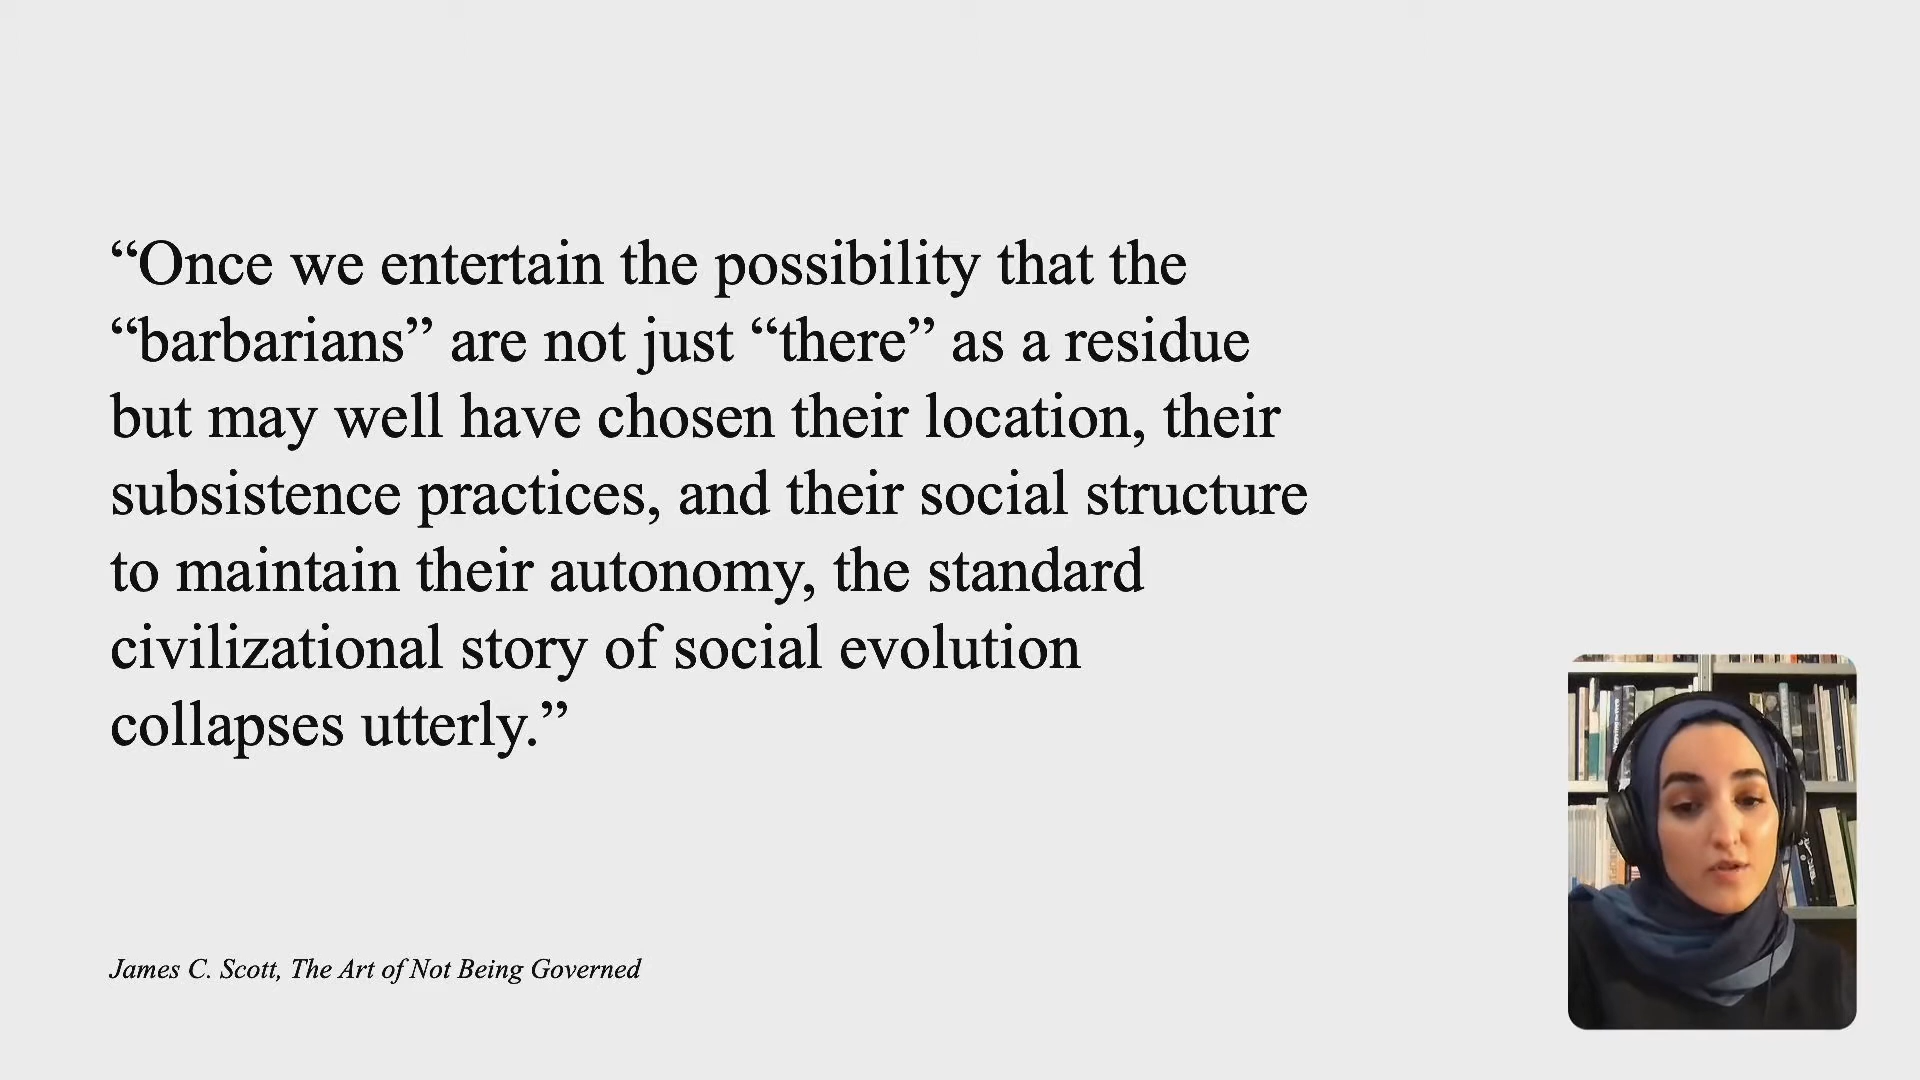 “Once we entertain the possibility that the
“barbarians” are not just “there” as a residue
but may well have chosen their location, their
subsistence practices, and their social structure
to maintain their autonomy, the standard
civilizational story of social evolution
collapses utterly.”
James C. Scott, The Art of Not Being Governed